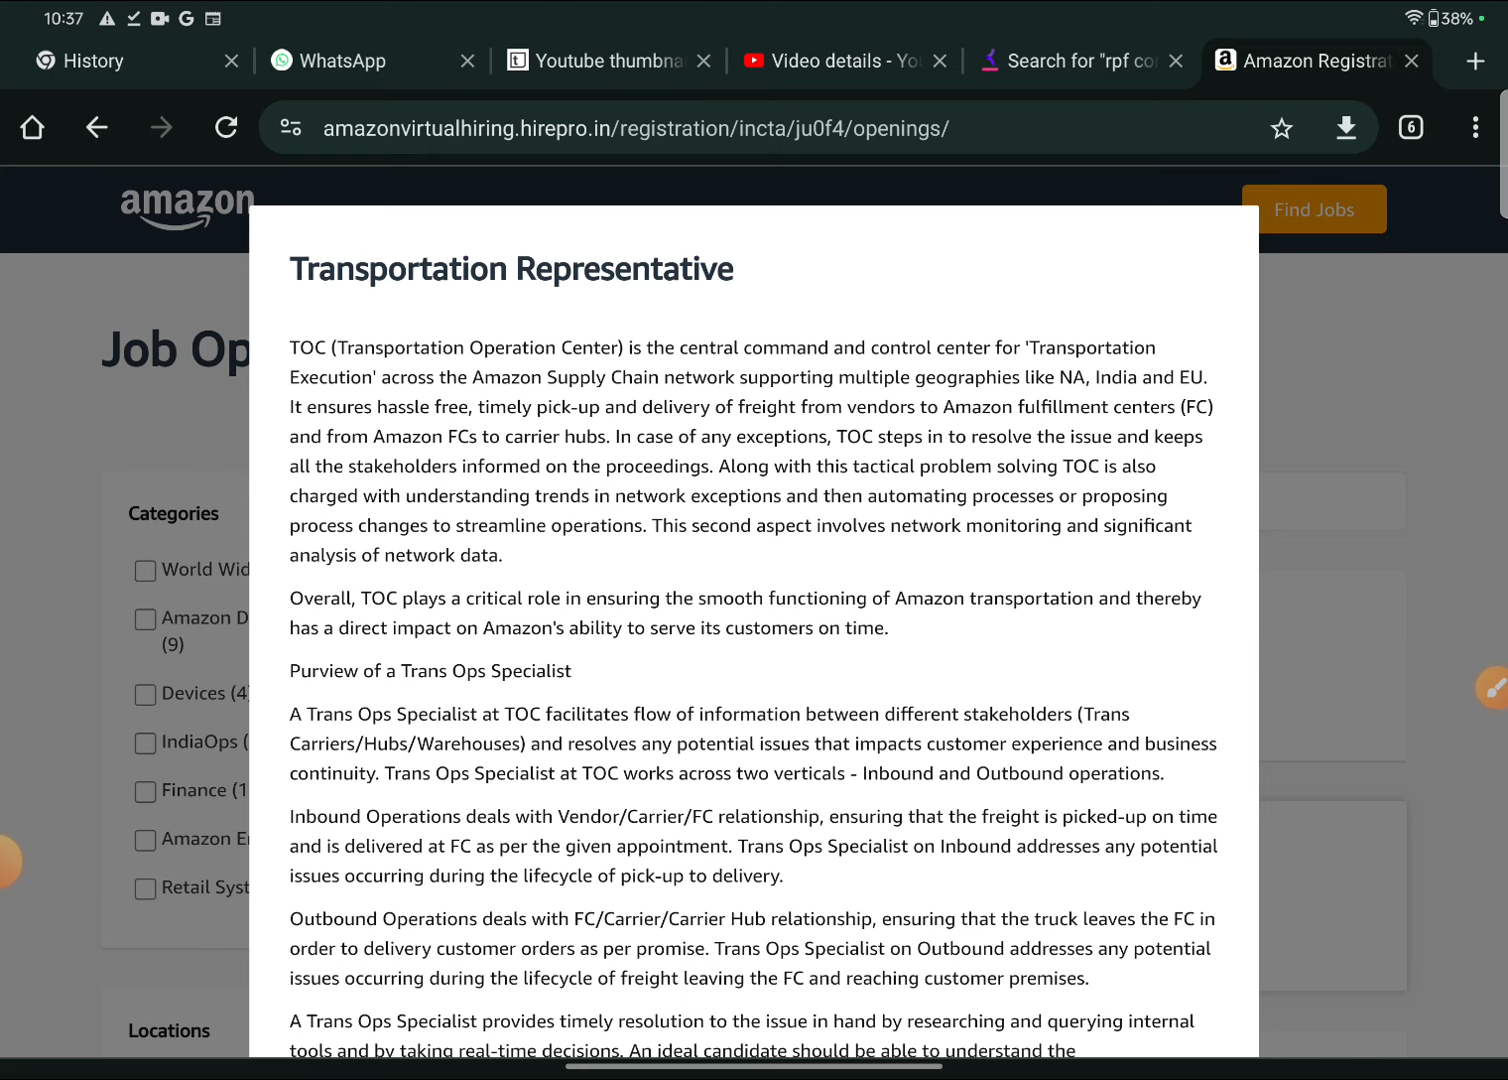 10:37
38%
History
WhatsApp
Youtube thumbna
Video details - You
Search for "rpf co
Amazon Registrat
amazonvirtualhiring.hirepro.in/registration/incta/ju0f4/openings/
6
amazon
Find Jobs
Job Op
Transportation Representative
TOC (Transportation Operation Center) is the central command and control center for 'Transportation
Execution' across the Amazon Supply Chain network supporting multiple geographies like NA, India and EU.
It ensures hassle free, timely pick-up and delivery of freight from vendors to Amazon fulfillment centers (FC)
and from Amazon FCs to carrier hubs. In case of any exceptions, TOC steps in to resolve the issue and keeps
all the stakeholders informed on the proceedings. Along with this tactical problem solving TOC is also
charged with understanding trends in network exceptions and then automating processes or proposing
process changes to streamline operations. This second aspect involves network monitoring and significant
analysis of network data.
Overall, TOC plays a critical role in ensuring the smooth functioning of Amazon transportation and thereby
has a direct impact on Amazon's ability to serve its customers on time.
Purview of a Trans Ops Specialist
A Trans Ops Specialist at TOC facilitates flow of information between different stakeholders (Trans
Carriers/Hubs/Warehouses) and resolves any potential issues that impacts customer experience and business
continuity. Trans Ops Specialist at TOC works across two verticals - Inbound and Outbound operations.
Inbound Operations deals with Vendor/Carrier/FC relationship, ensuring that the freight is picked-up on time
and is delivered at FC as per the given appointment. Trans Ops Specialist on Inbound addresses any potential
issues occurring during the lifecycle of pick-up to delivery.
Outbound Operations deals with FC/Carrier/Carrier Hub relationship, ensuring that the truck leaves the FC in
order to delivery customer orders as per promise. Trans Ops Specialist on Outbound addresses any potential
issues occurring during the lifecycle of freight leaving the FC and reaching customer premises.
A Trans Ops Specialist provides timely resolution to the issue in hand by researching and querying internal
tools and by taking real-time decisions. An ideal candidate should be able to understand the
Categories
World Wid
Amazon D
(9)
Devices (4)
IndiaOps (
Finance (1
Amazon E
Retail Syst
Locations